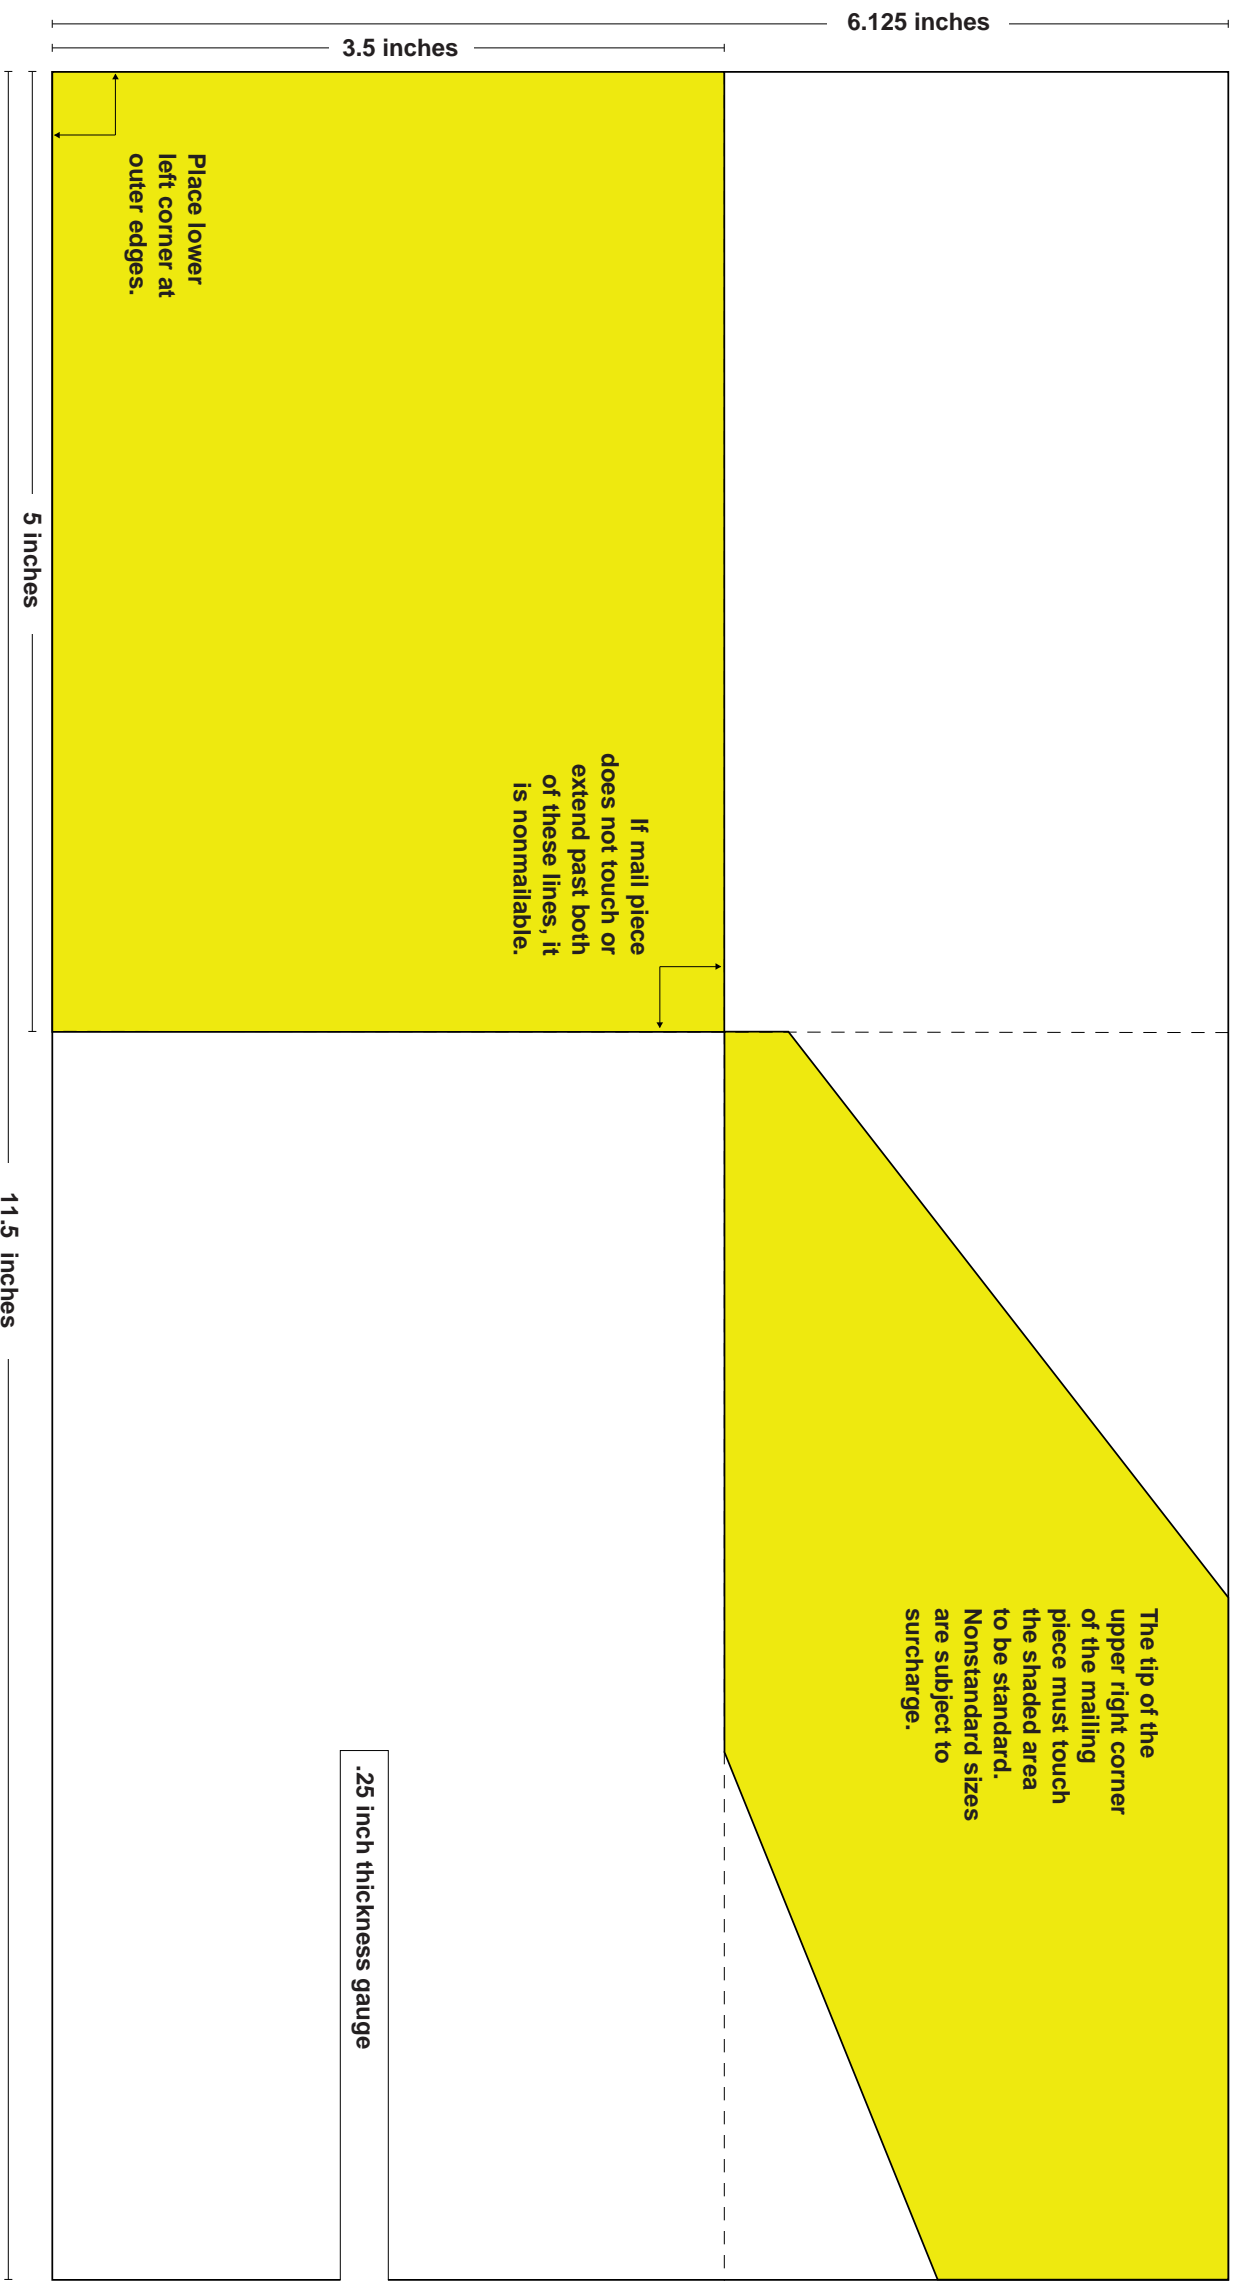 6.125 inches
3.5 inches
Place lower
left corner at
outer edges.
5 inches
If mail piece
does not touch or
extend past both
of these lines, it
is nonmailable.
11.5 inches
The tip of the
upper right corner
of the mailing
piece must touch
the shaded area
to be standard.
Nonstandard sizes
are subject to
surcharge.
.25 inch thickness gauge